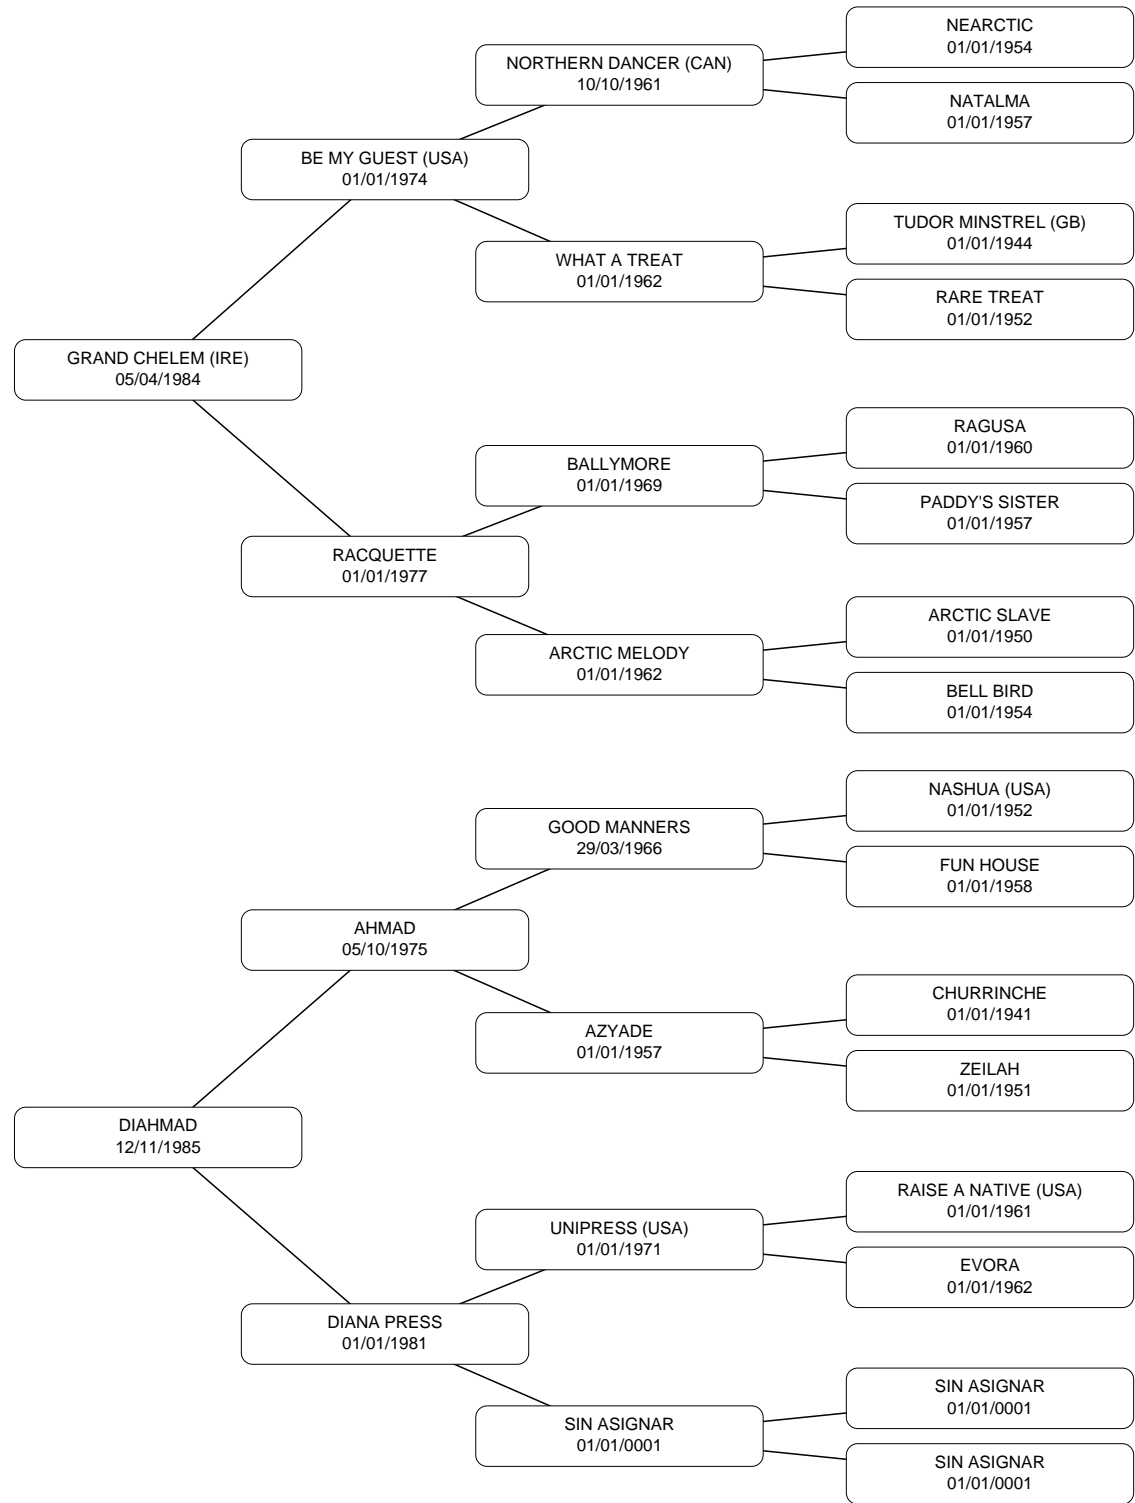 NEARCTIC
01/01/1954
NORTHERN DANCER (CAN)
10/10/1961
NATALMA
01/01/1957
BE MY GUEST (USA)
01/01/1974
TUDOR MINSTREL (GB)
01/01/1944
WHAT A TREAT
01/01/1962
RARE TREAT
01/01/1952
GRAND CHELEM (IRE)
05/04/1984
RAGUSA
01/01/1960
BALLYMORE
01/01/1969
PADDY'S SISTER
01/01/1957
RACQUETTE
01/01/1977
ARCTIC SLAVE
01/01/1950
ARCTIC MELODY
01/01/1962
BELL BIRD
01/01/1954
NASHUA (USA)
01/01/1952
GOOD MANNERS
29/03/1966
FUN HOUSE
01/01/1958
AHMAD
05/10/1975
CHURRINCHE
01/01/1941
AZYADE
01/01/1957
ZEILAH
01/01/1951
DIAHMAD
12/11/1985
RAISE A NATIVE (USA)
01/01/1961
UNIPRESS (USA)
01/01/1971
EVORA
01/01/1962
DIANA PRESS
01/01/1981
SIN ASIGNAR
01/01/0001
SIN ASIGNAR
01/01/0001
SIN ASIGNAR
01/01/0001